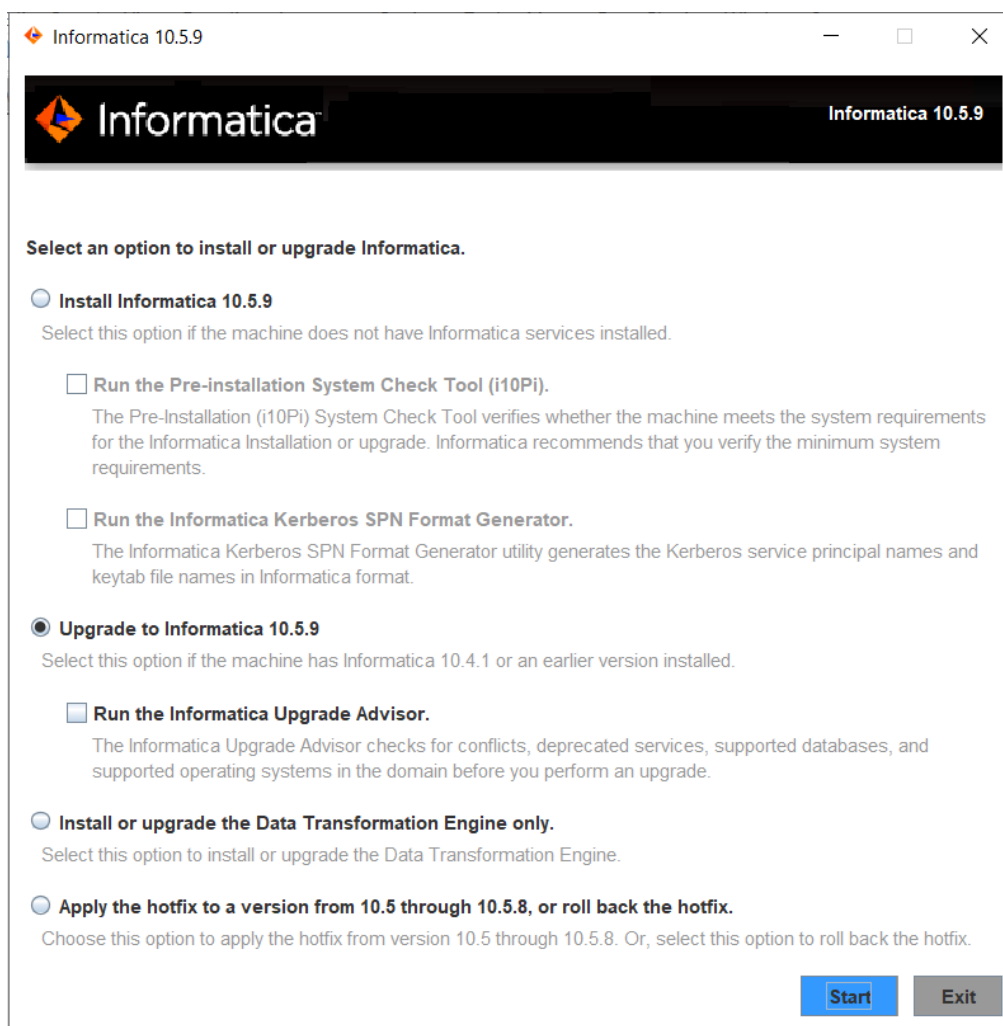 Informatica 10.5.9
Informatica
Informatica 10.5.9
Select an option to install or upgrade Informatica.
Install Informatica 10.5.9
Select this option if the machine does not have Informatica services installed.
Run the Pre-installation System Check Tool (i10Pi).
The Pre-Installation (i10Pi) System Check Tool verifies whether the machine meets the system requirements
for the Informatica Installation or upgrade. Informatica recommends that you verify the minimum system
requirements.
Run the Informatica Kerberos SPN Format Generator.
The Informatica Kerberos SPN Format Generator utility generates the Kerberos service principal names and
keytab file names in Informatica format.
Upgrade to Informatica 10.5.9
Select this option if the machine has Informatica 10.4.1 or an earlier version installed.
Run the Informatica Upgrade Advisor.
The Informatica Upgrade Advisor checks for conflicts, deprecated services, supported databases, and
supported operating systems in the domain before you perform an upgrade.
Install or upgrade the Data Transformation Engine only.
Select this option to install or upgrade the Data Transformation Engine.
Apply the hotfix to a version from 10.5 through 10.5.8, or roll back the hotfix.
Choose this option to apply the hotfix from version 10.5 through 10.5.8. Or, select this option to roll back the hotfix.
Start
Exit